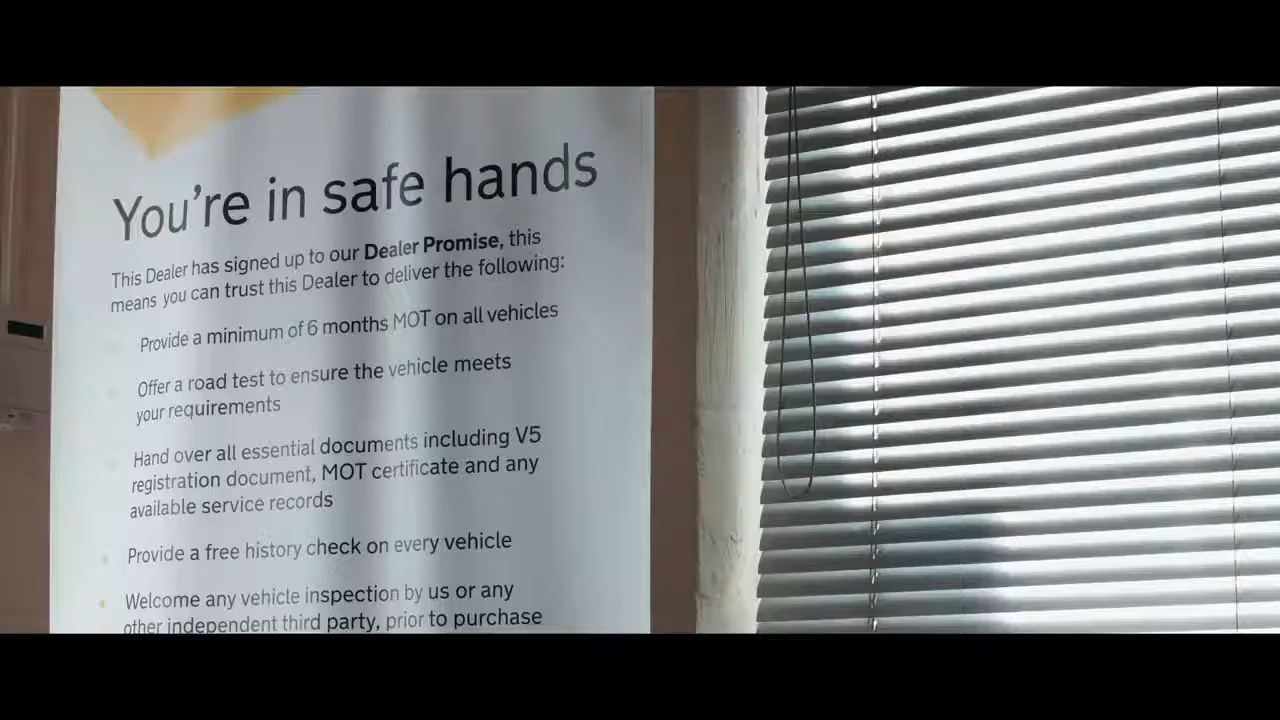 You're in safe hands
This Dealer has signed up to our Dealer Promise, this
means you can trust this Dealer to deliver the following:
Provide a minimum of 6 months MOT on all vehicles
Offer a road test to ensure the vehicle meets
your requirements
Hand over all essential documents including V5
registration document, MOT certificate and any
available service records
Provide a free history check on every vehicle
Welcome any vehicle inspection by us or any
other independent third party, prior to purchase